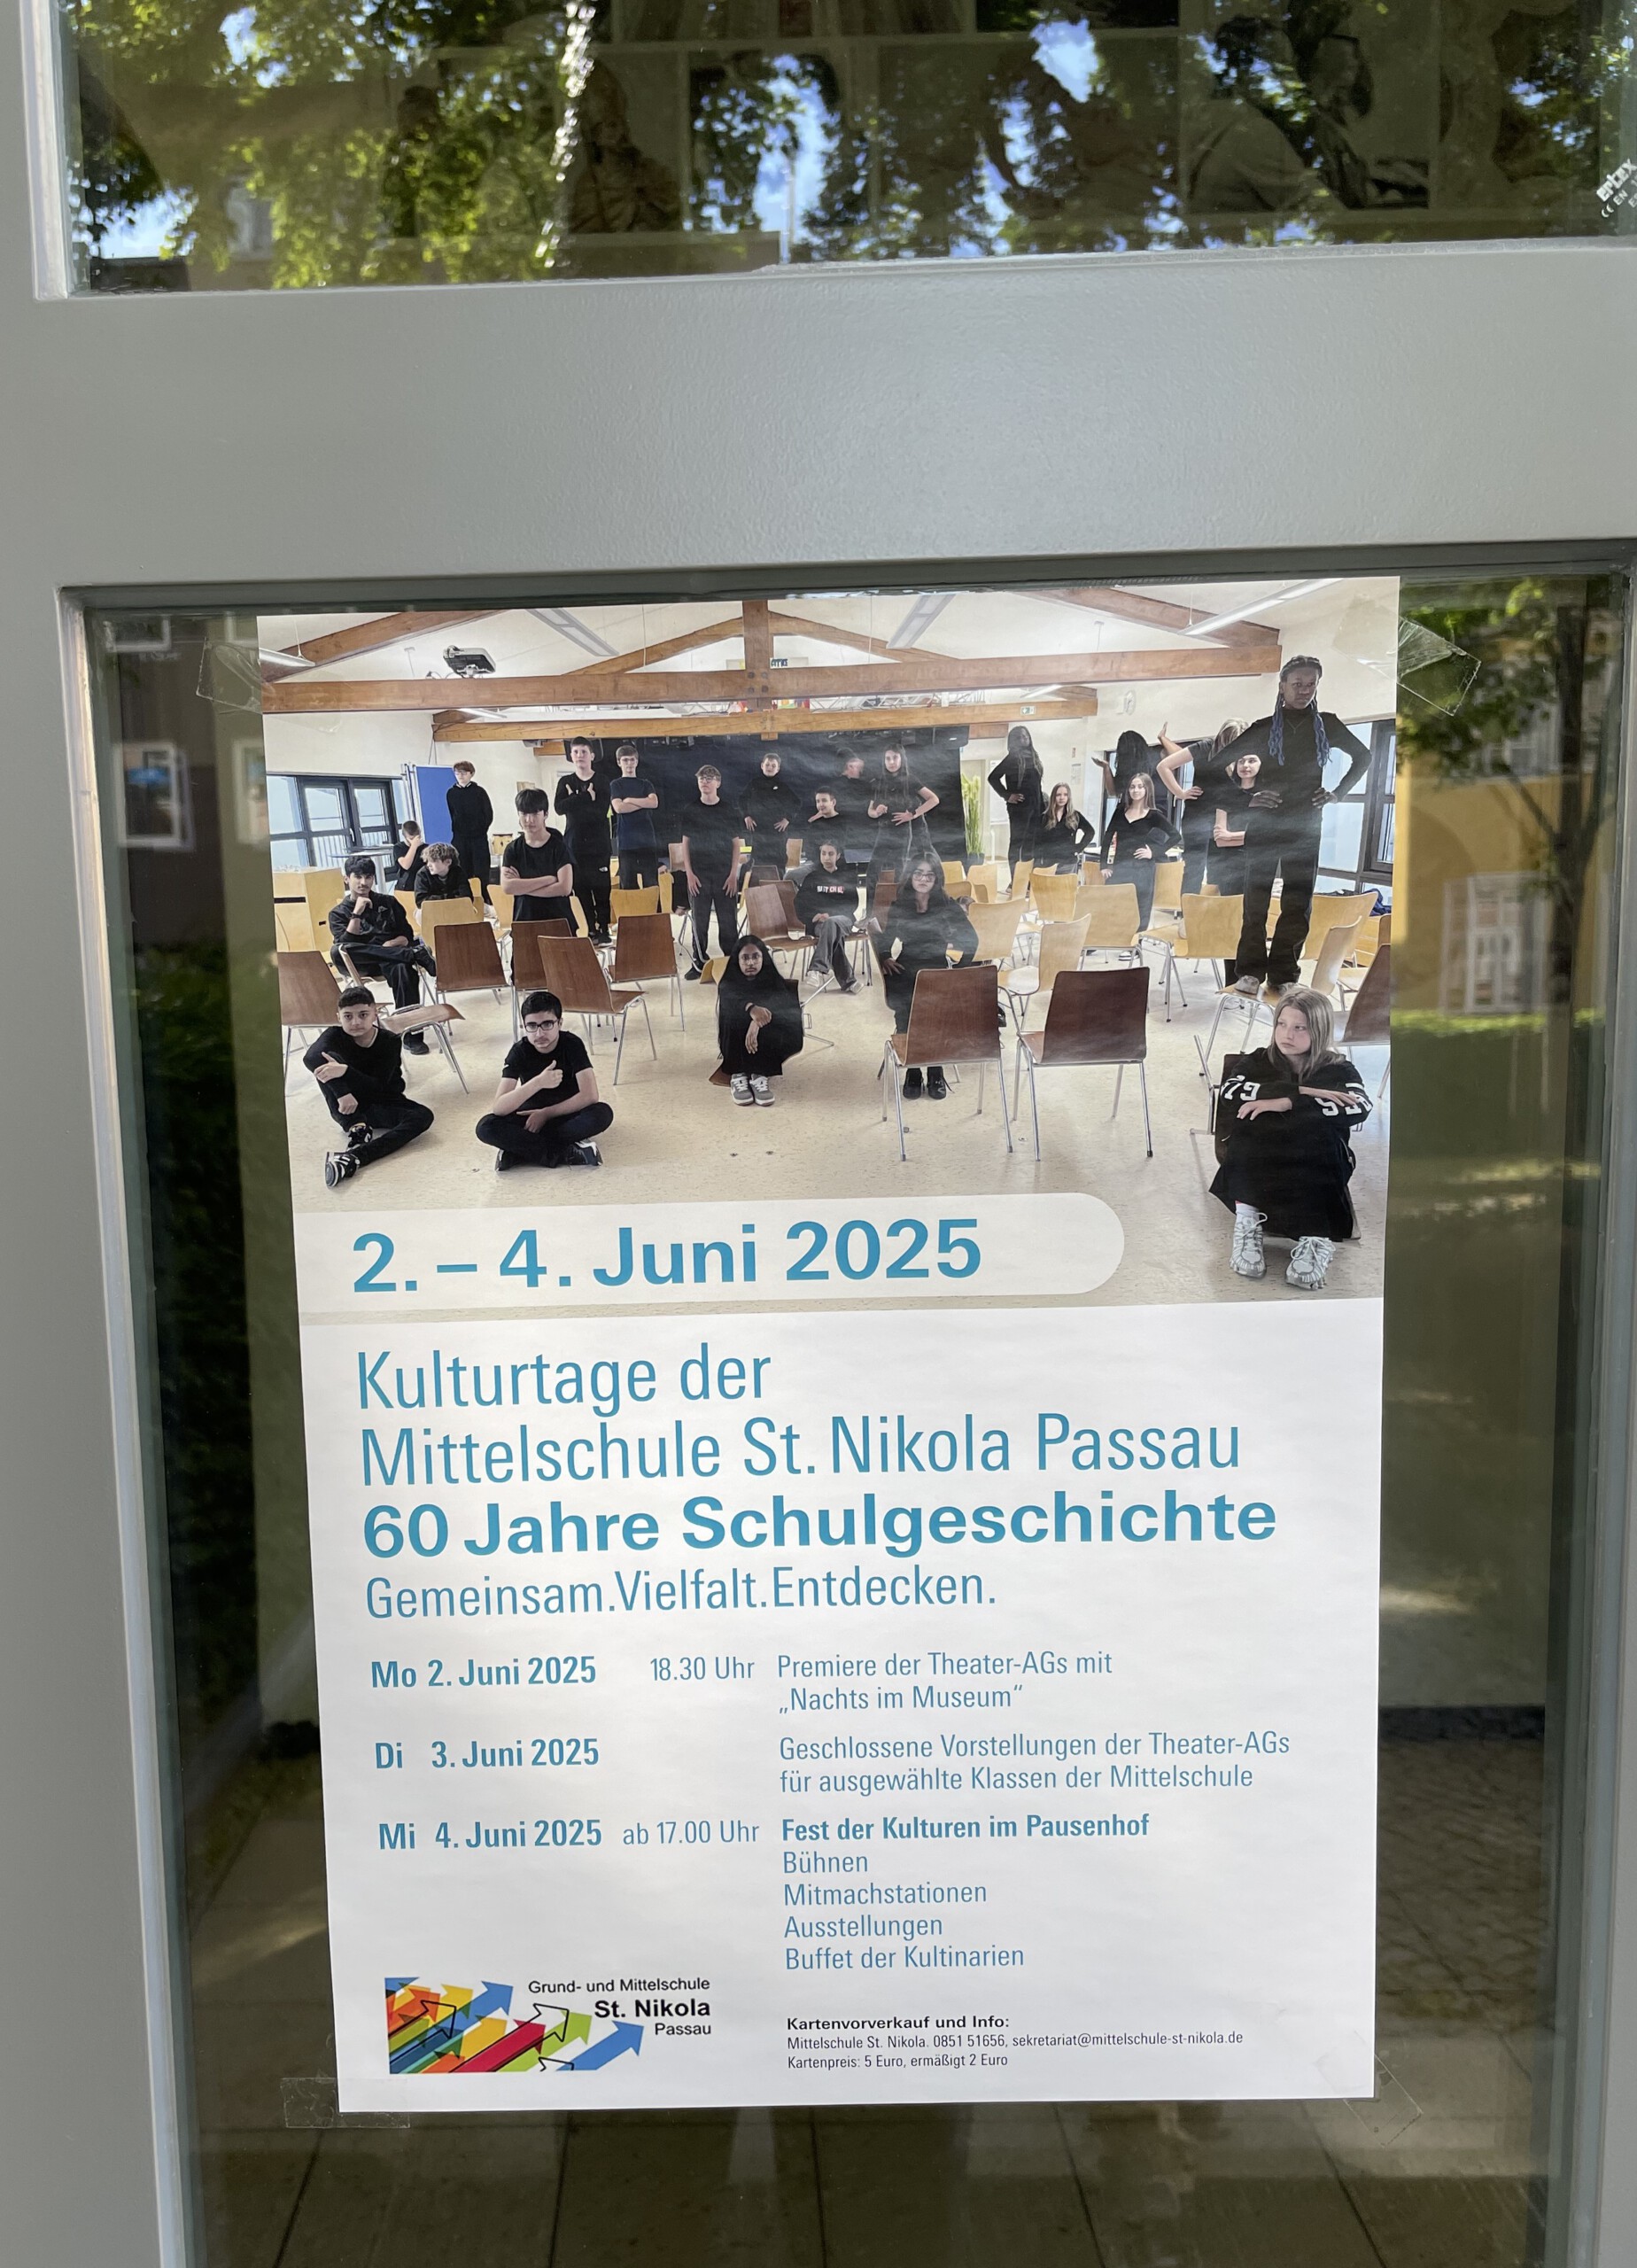 2. – 4. Juni 2025
Kulturtage der
Mittelschule St. Nikola Passau
60 Jahre Schulgeschichte
Gemeinsam.Vielfalt.Entdecken.
Mo 2. Juni 2025 18.30 Uhr Premiere der Theater-AGs mit
„Nachts im Museum“
Di 3. Juni 2025 Geschlossene Vorstellungen der Theater-AGs
für ausgewählte Klassen der Mittelschule
Mi 4. Juni 2025 ab 17.00 Uhr Fest der Kulturen im Pausenhof
Bühnen
Mitmachstationen
Ausstellungen
Buffet der Kultinarien
Grund- und Mittelschule
St. Nikola
Passau
Kartenvorverkauf und Info:
Mittelschule St. Nikola. 0851 51656, sekretariat@mittelschule-st-nikola.de
Kartenpreis: 5 Euro, ermäßigt 2 Euro